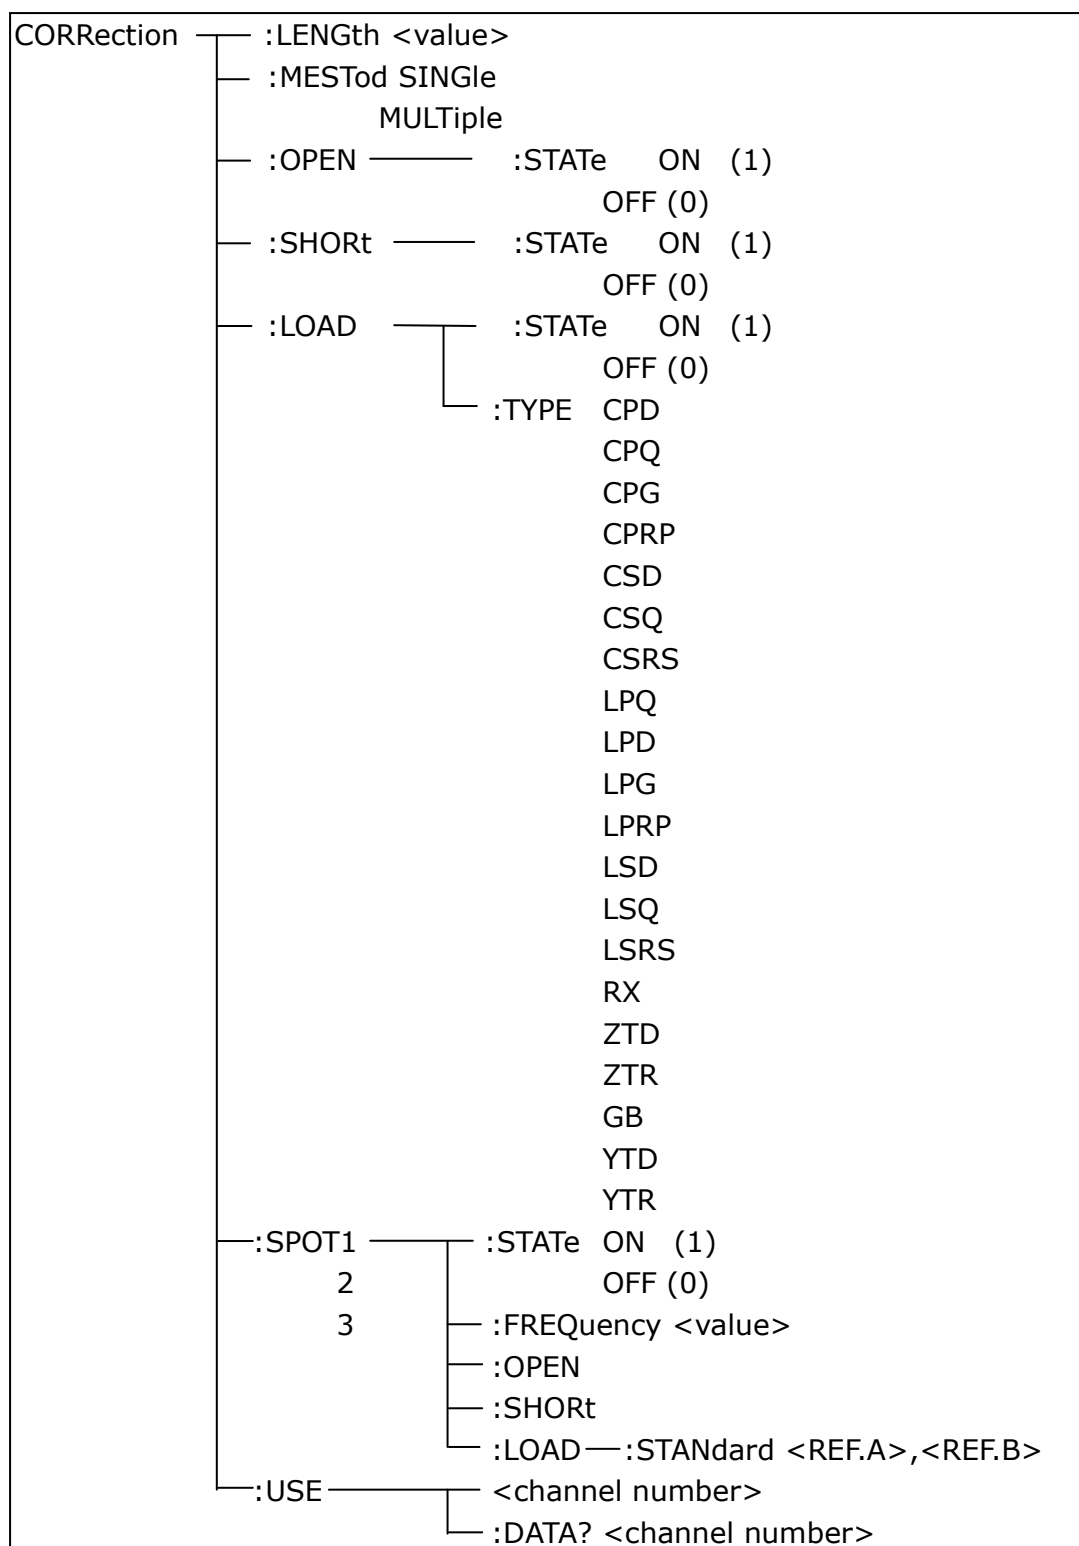 CORRection :LENGth <value>
:MESTod SINGle
MULTiple
:OPEN :STATe ON (1)
OFF (0)
:SHORt :STATe ON (1)
OFF (0)
:LOAD :STATe ON (1)
OFF (0)
:TYPE CPD
CPQ
CPG
CPRP
CSD
CSQ
CSRS
LPQ
LPD
LPG
LPRP
LSD
LSQ
LSRS
RX
ZTD
ZTR
GB
YTD
YTR
:SPOT1 :STATe ON (1)
2 OFF (0)
3 :FREQuency <value>
:OPEN
:SHORt
:LOAD :STANdard <REF.A>,<REF.B>
:USE <channel number>
:DATA? <channel number>